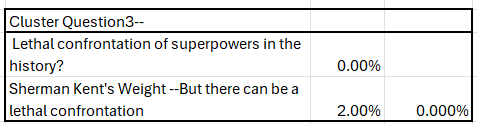 Cluster Question3--
Lethal confrontation of superpowers in the
history? 0.00%
Sherman Kent's Weight --But there can be a
lethal confrontation 2.00% 0.000%